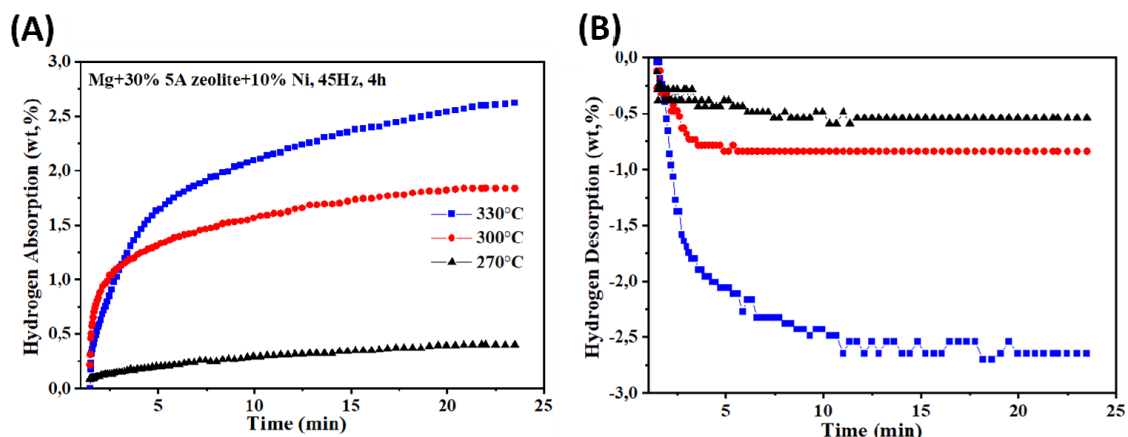 (A)
Mg+30% 5A zeolite+10% Ni, 45Hz, 4h
Hydrogen Absorption (wt,%)
3,0
2,5
2,0
1,5
1,0
0,5
0,0
330°C
300°C
270°C
5
10
15
20
25
Time (min)
(B)
Hydrogen Desorption (wt,%)
0,0
-0,5
-1,0
-1,5
-2,0
-2,5
-3,0
5
10
15
20
25
Time (min)